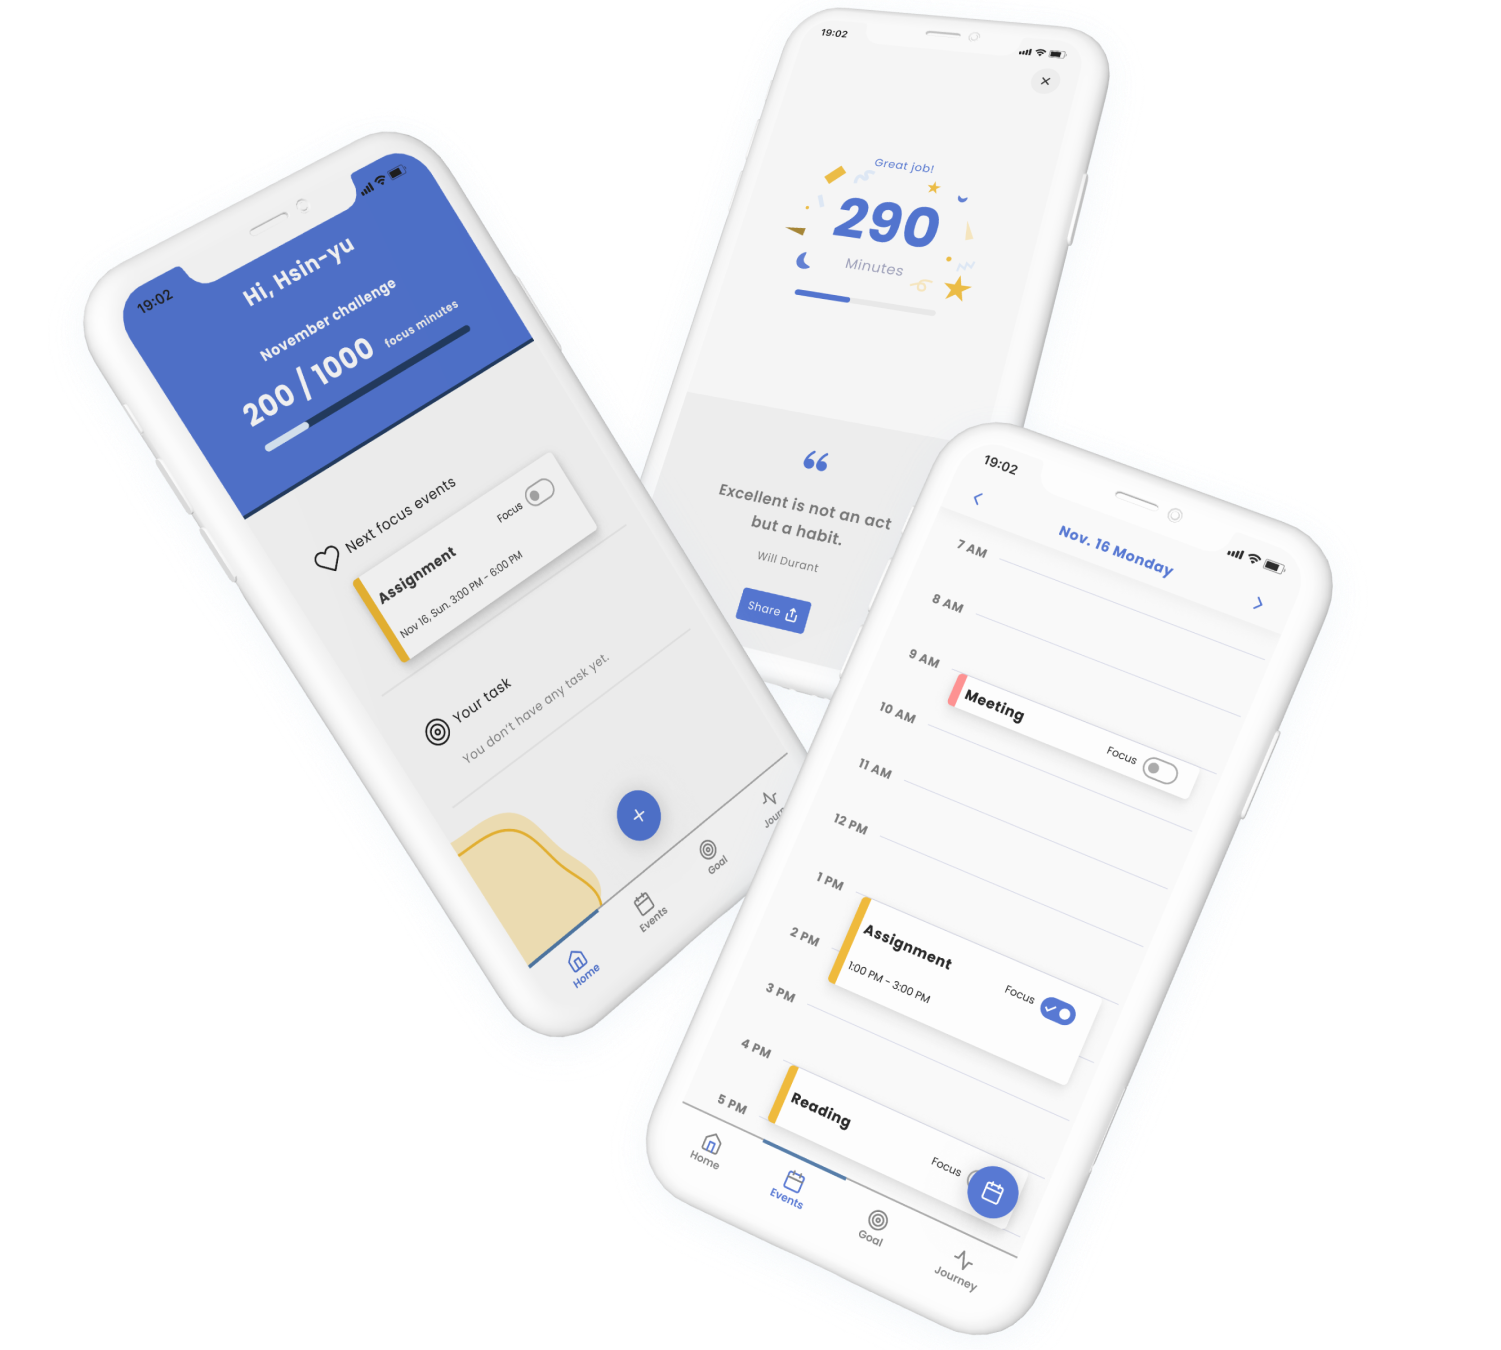 19:02
Hi, Hsin-yu
November challenge
200 / 1000 focus minutes
Next focus events
Focus
Assignment
Nov 16, Sun. 3:00 PM - 6:00 PM
Your task
You don't have any task yet.
Home
Events
Goal
19:02
Great job!
290
Minutes
“
Excellent is not an act
but a habit.
Will Durant
Share
19:02
Nov. 16 Monday
7 AM
8 AM
9 AM
Meeting
Focus
10 AM
11 AM
12 PM
1 PM
Assignment
1:00 PM - 3:00 PM
Focus
2 PM
3 PM
4 PM
Reading
Focus
5 PM
Home
Events
Goal
Journey